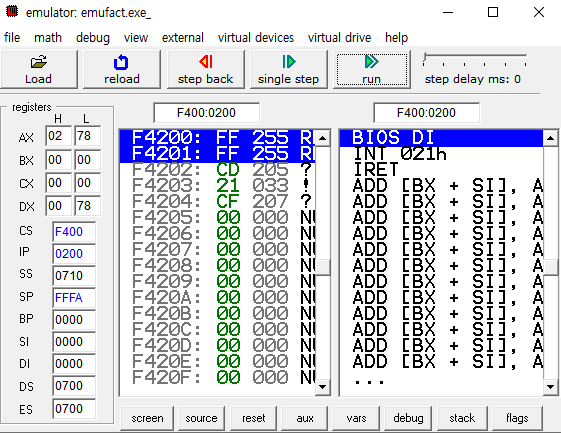 emulator: emufact.exe_
file math debug view external virtual devices virtual drive help
Load reload step back single step run step delay ms: 0
registers
H L
AX 02 78
BX 00 00
CX 00 00
DX 00 78
CS F400
IP 0200
SS 0710
SP FFFA
BP 0000
SI 0000
DI 0000
DS 0700
ES 0700
F400:0200
F4200: FF 255 R
F4201: FF 255 R
F4202: CD 205 ?
F4203: 21 033 !
F4204: CF 207 ?
F4205: 00 000 NU
F4206: 00 000 NU
F4207: 00 000 NU
F4208: 00 000 NU
F4209: 00 000 NU
F420A: 00 000 NU
F420B: 00 000 NU
F420C: 00 000 NU
F420D: 00 000 NU
F420E: 00 000 NU
F420F: 00 000 NU
F400:0200
BIOS DI
INT 021h
IRET
ADD [BX + SI], A
ADD [BX + SI], A
ADD [BX + SI], A
ADD [BX + SI], A
ADD [BX + SI], A
ADD [BX + SI], A
ADD [BX + SI], A
ADD [BX + SI], A
ADD [BX + SI], A
ADD [BX + SI], A
ADD [BX + SI], A
ADD [BX + SI], A
...
screen source reset aux vars debug stack flags